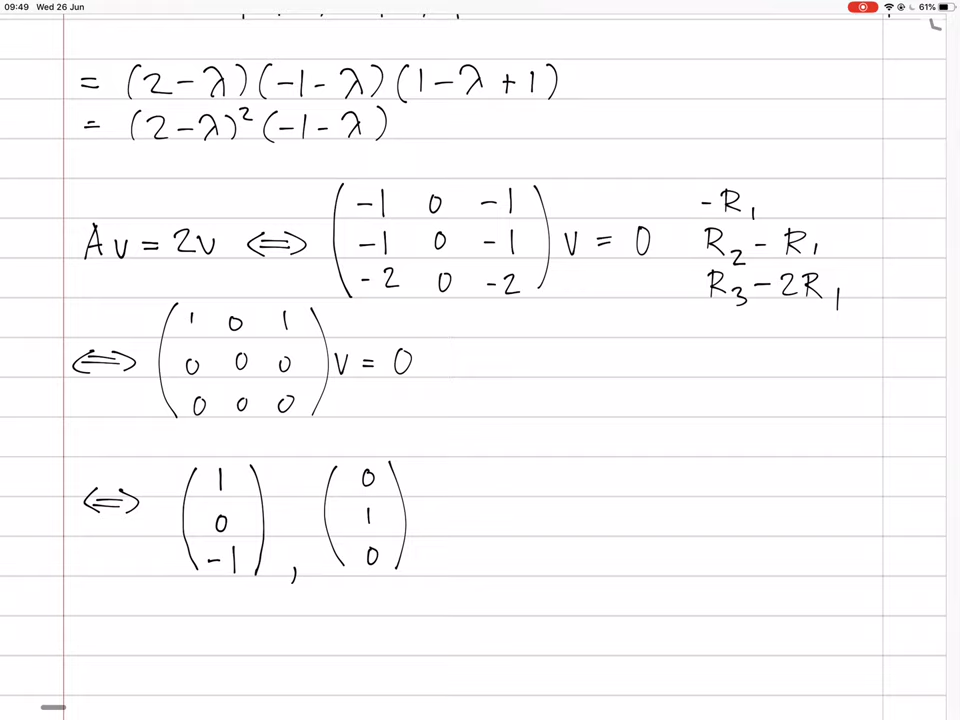 09:49 Wed 26 Jun 61%
= (2-λ)(-1-λ)(1-λ+1)
= (2-λ)²(-1-λ)
-1 0 -1 -R₁
Av = 2v ⟺ -1 0 -1 v = 0 R₂ - R₁
-2 0 -2 R₃ - 2R₁
1 0 1
⟺ 0 0 0 v = 0
0 0 0
1 0
⟺ 0 , 1
-1 0